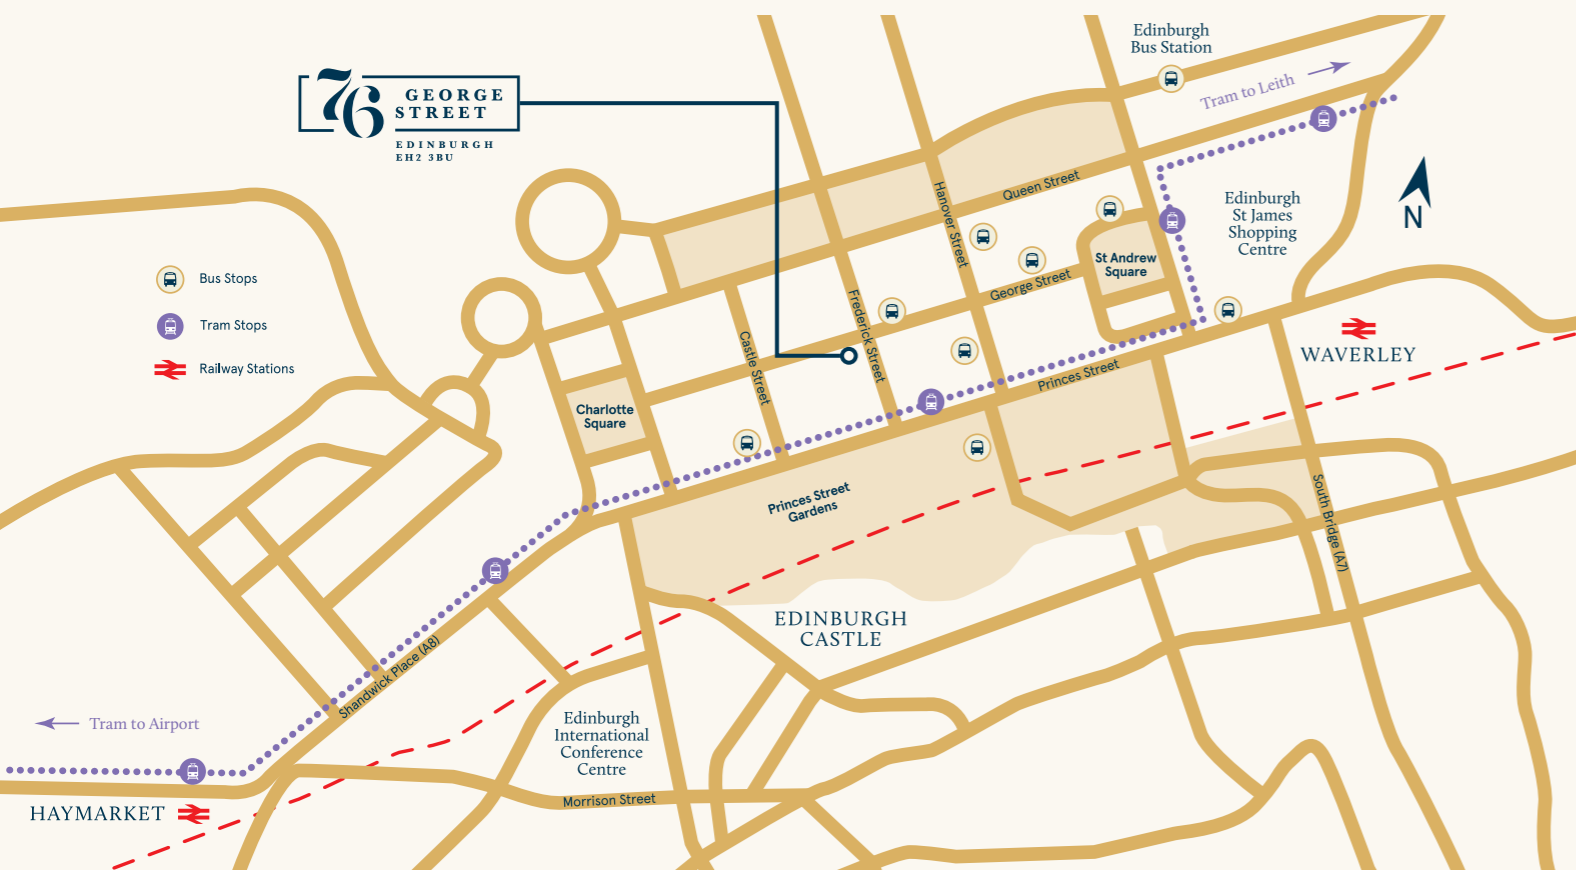 Edinburgh
Bus Station
Tram to Leith
76
GEORGE
STREET
EDINBURGH
EH2 3BU
Queen Street
Hanover Street
Edinburgh
St James
Shopping
Centre
N
St Andrew
Square
George Street
Bus Stops
Tram Stops
Railway Stations
Frederick Street
Castle Street
WAVERLEY
Princes Street
Charlotte
Square
Princes Street
Gardens
South Bridge (A7)
EDINBURGH
CASTLE
Shandwick Place (A8)
Tram to Airport
Edinburgh
International
Conference
Centre
Morrison Street
HAYMARKET